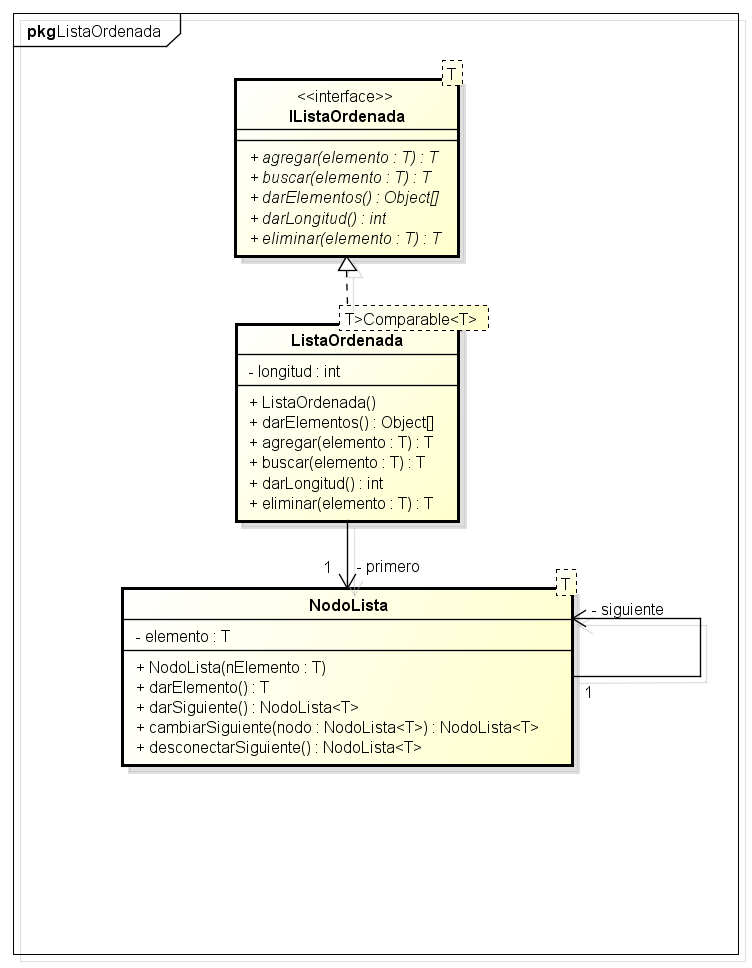 pkg ListaOrdenada
T
<<interface>>
IListaOrdenada
+ agregar(elemento : T) : T
+ buscar(elemento : T) : T
+ darElementos() : Object[]
+ darLongitud() : int
+ eliminar(elemento : T) : T
T>Comparable<T>
ListaOrdenada
- longitud : int
+ ListaOrdenada()
+ darElementos() : Object[]
+ agregar(elemento : T) : T
+ buscar(elemento : T) : T
+ darLongitud() : int
+ eliminar(elemento : T) : T
1 - primero
T
NodoLista
- siguiente
- elemento : T
+ NodoLista(nElemento : T)
+ darElemento() : T
+ darSiguiente() : NodoLista<T>
+ cambiarSiguiente(nodo : NodoLista<T>) : NodoLista<T>
+ desconectarSiguiente() : NodoLista<T>
1